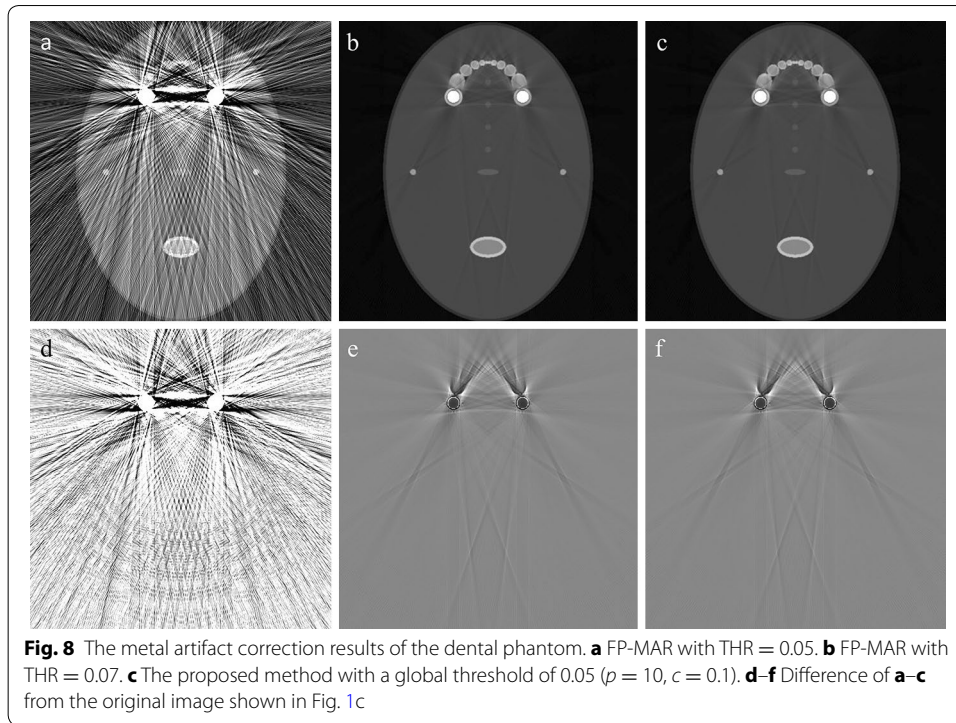 a b c
d e f
Fig. 8 The metal artifact correction results of the dental phantom. a FP-MAR with THR = 0.05. b FP-MAR with
THR = 0.07. c The proposed method with a global threshold of 0.05 (p = 10, c = 0.1). d–f Difference of a–c
from the original image shown in Fig. 1c